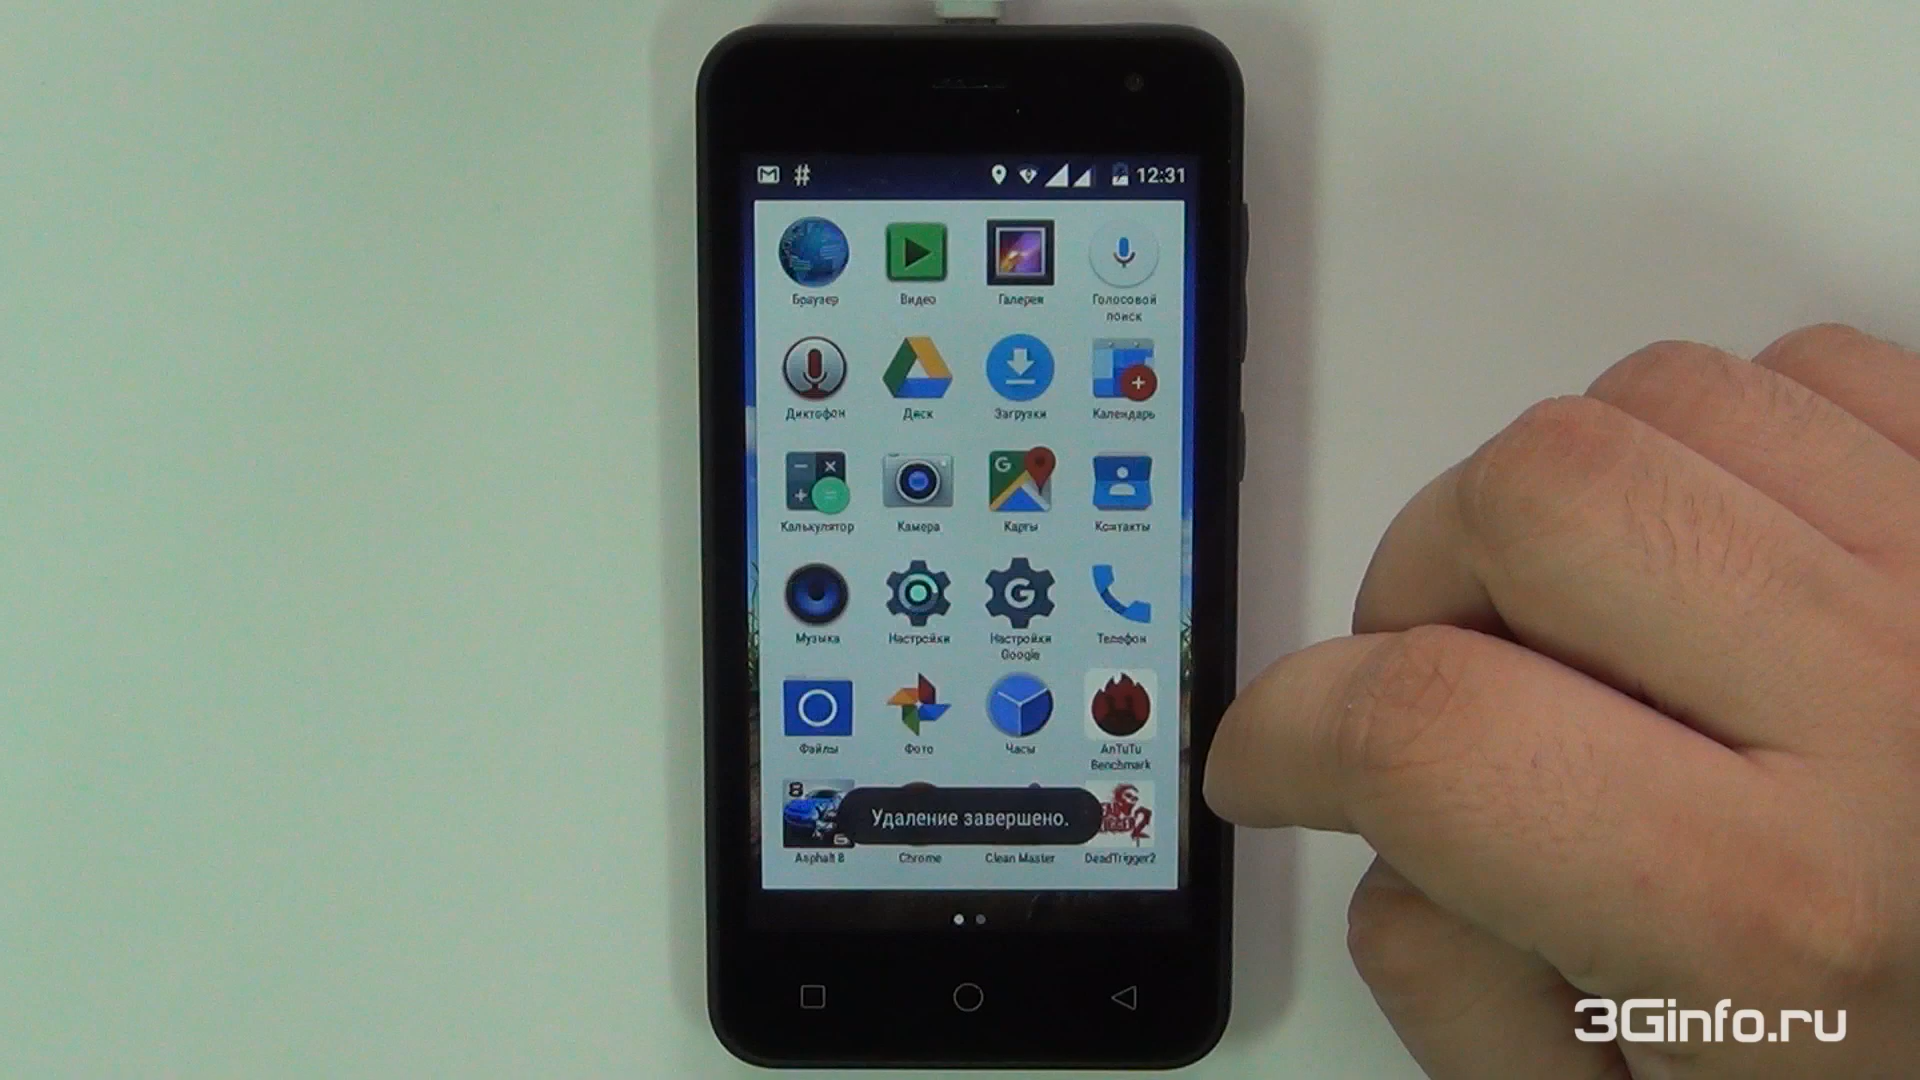 # 12:31
Браузер Видео Галерея Голосовой
поиск
Диктофон Диск Загрузки Календарь
Калькулятор Камера Карты Контакты
Музыка Настройки Настройки Телефон
Google
Файлы Фото Часы AnTuTu
Benchmark
8
Удаление завершено.
Asphalt 8 Chrome Clean Master DeadTrigger2
3Ginfo.ru